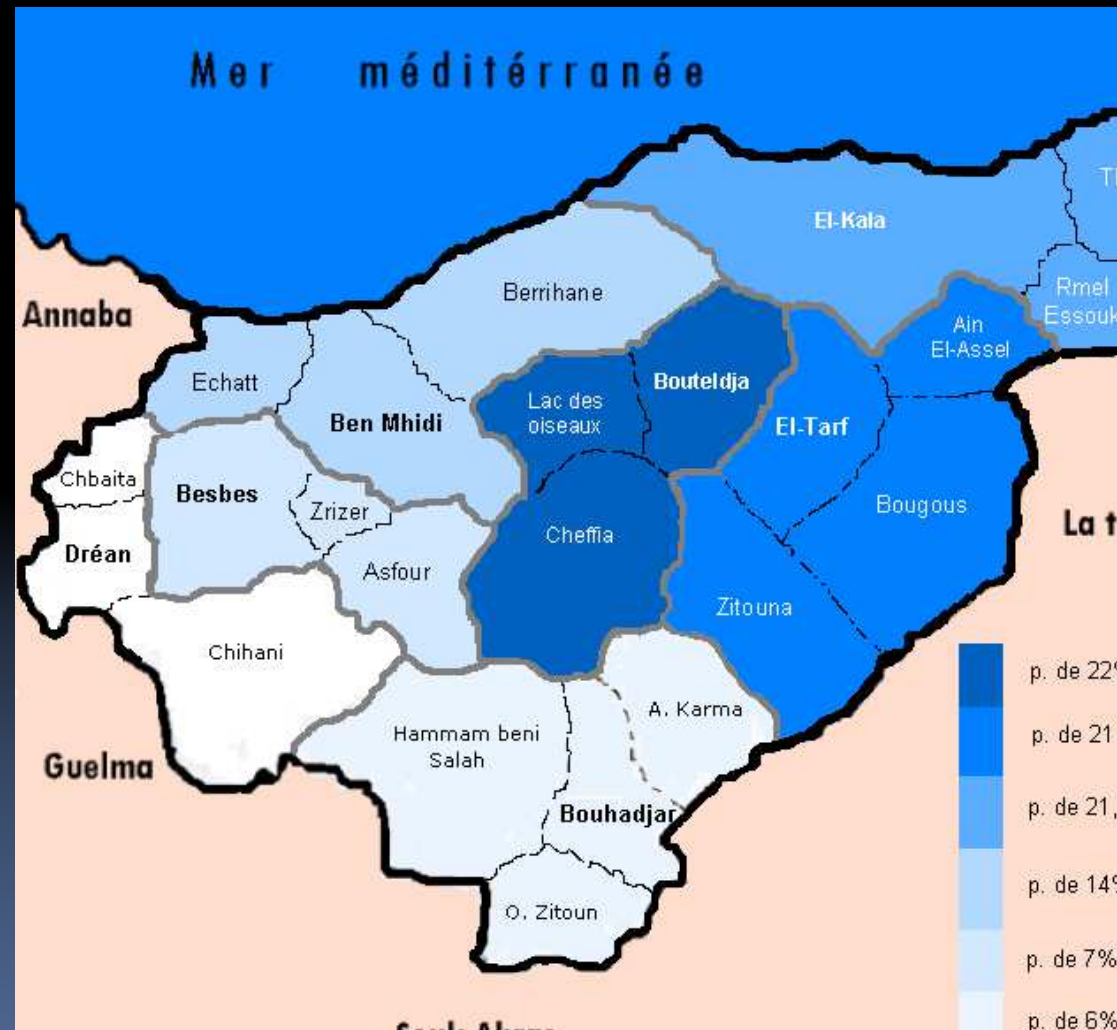 Mer méditérranée
El-Kala
Rmel
Essouk
Berrihane
Annaba
Ain
El-Assel
Echatt
Lac des
oiseaux
Bouteldja
Ben Mhidi
El-Tarf
Chbaita
Besbes
Zrizer
Bougous
Cheffia
La
Dréan
Asfour
Zitouna
Chihani
p. de 22%
A. Karma
Hammam beni
Salah
p. de 21
Guelma
Bouhadjar
p. de 21,
p. de 14%
O. Zitoun
p. de 7%
p. de 6%